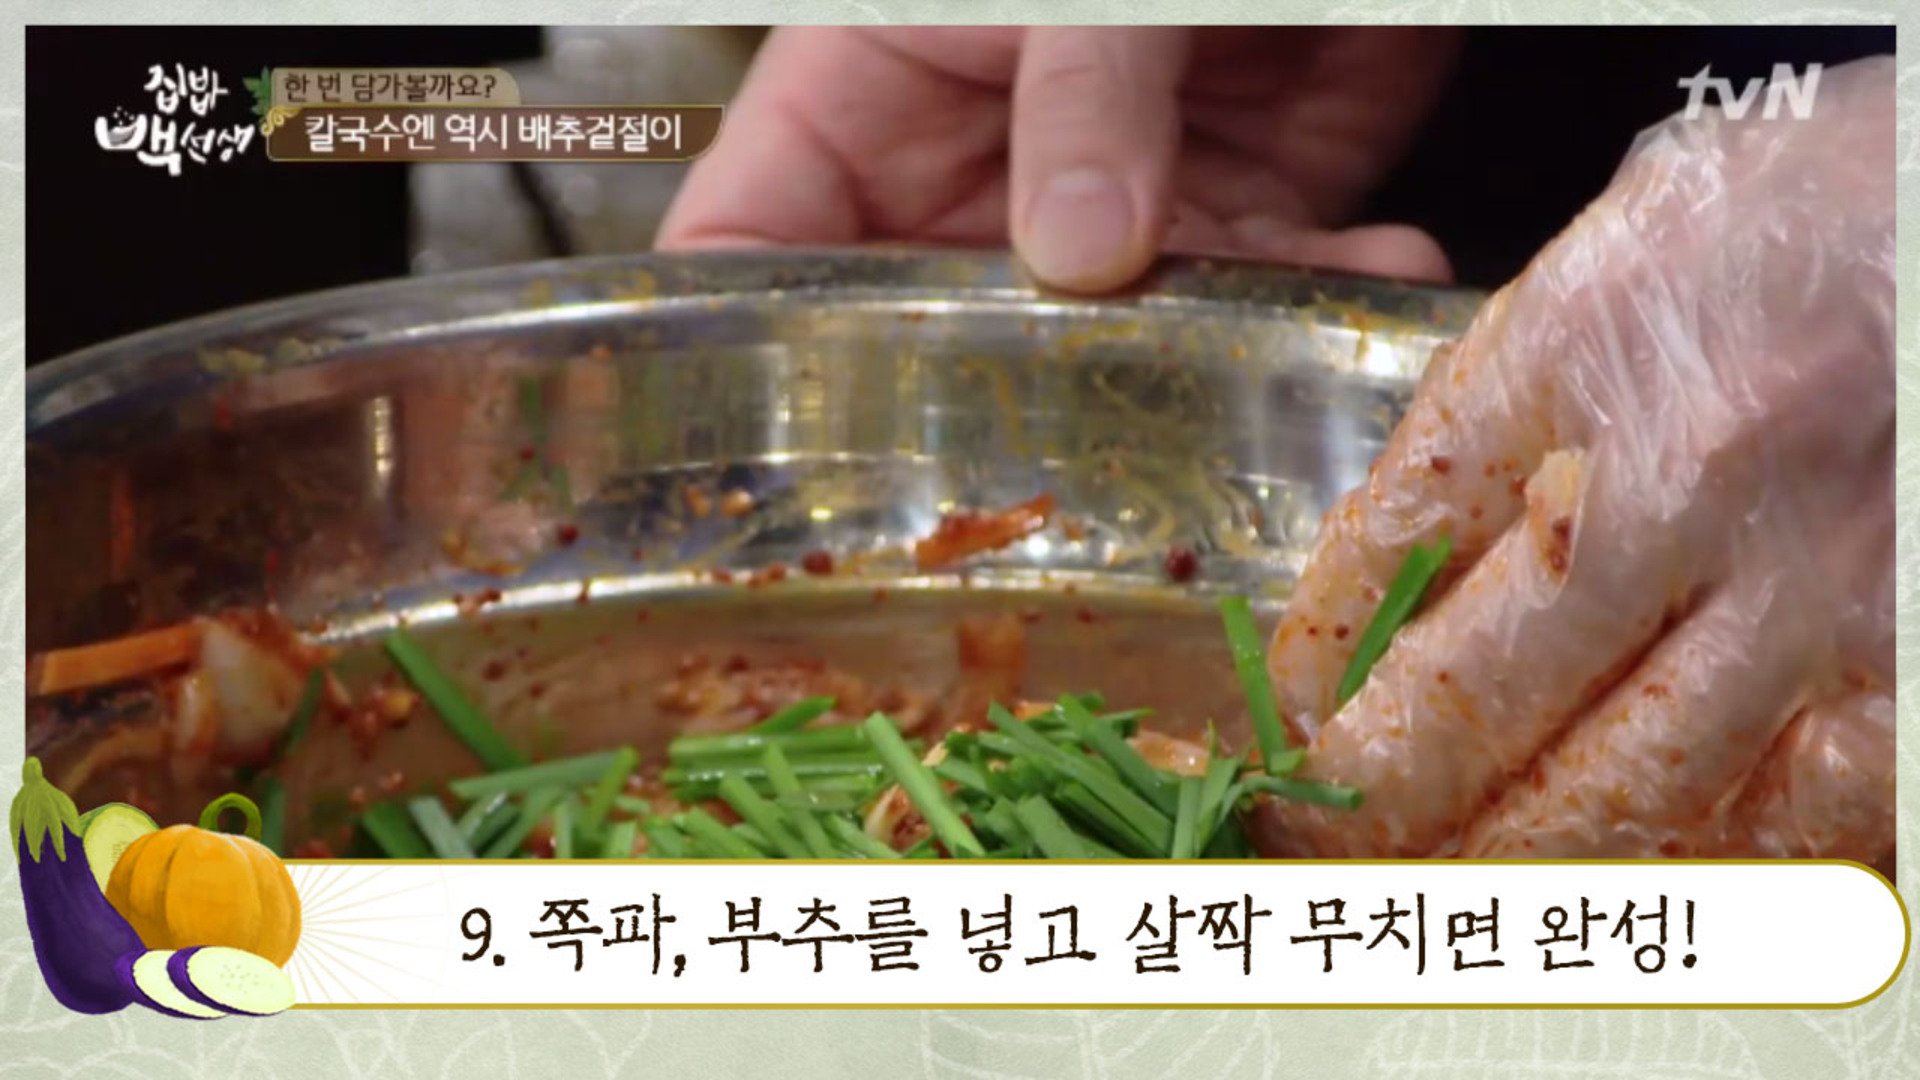 집밥
백선생
한 번 담가볼까요?
칼국수엔 역시 배추겉절이
tvN
9. 쪽파, 부추를 넣고 살짝 무치면 완성!